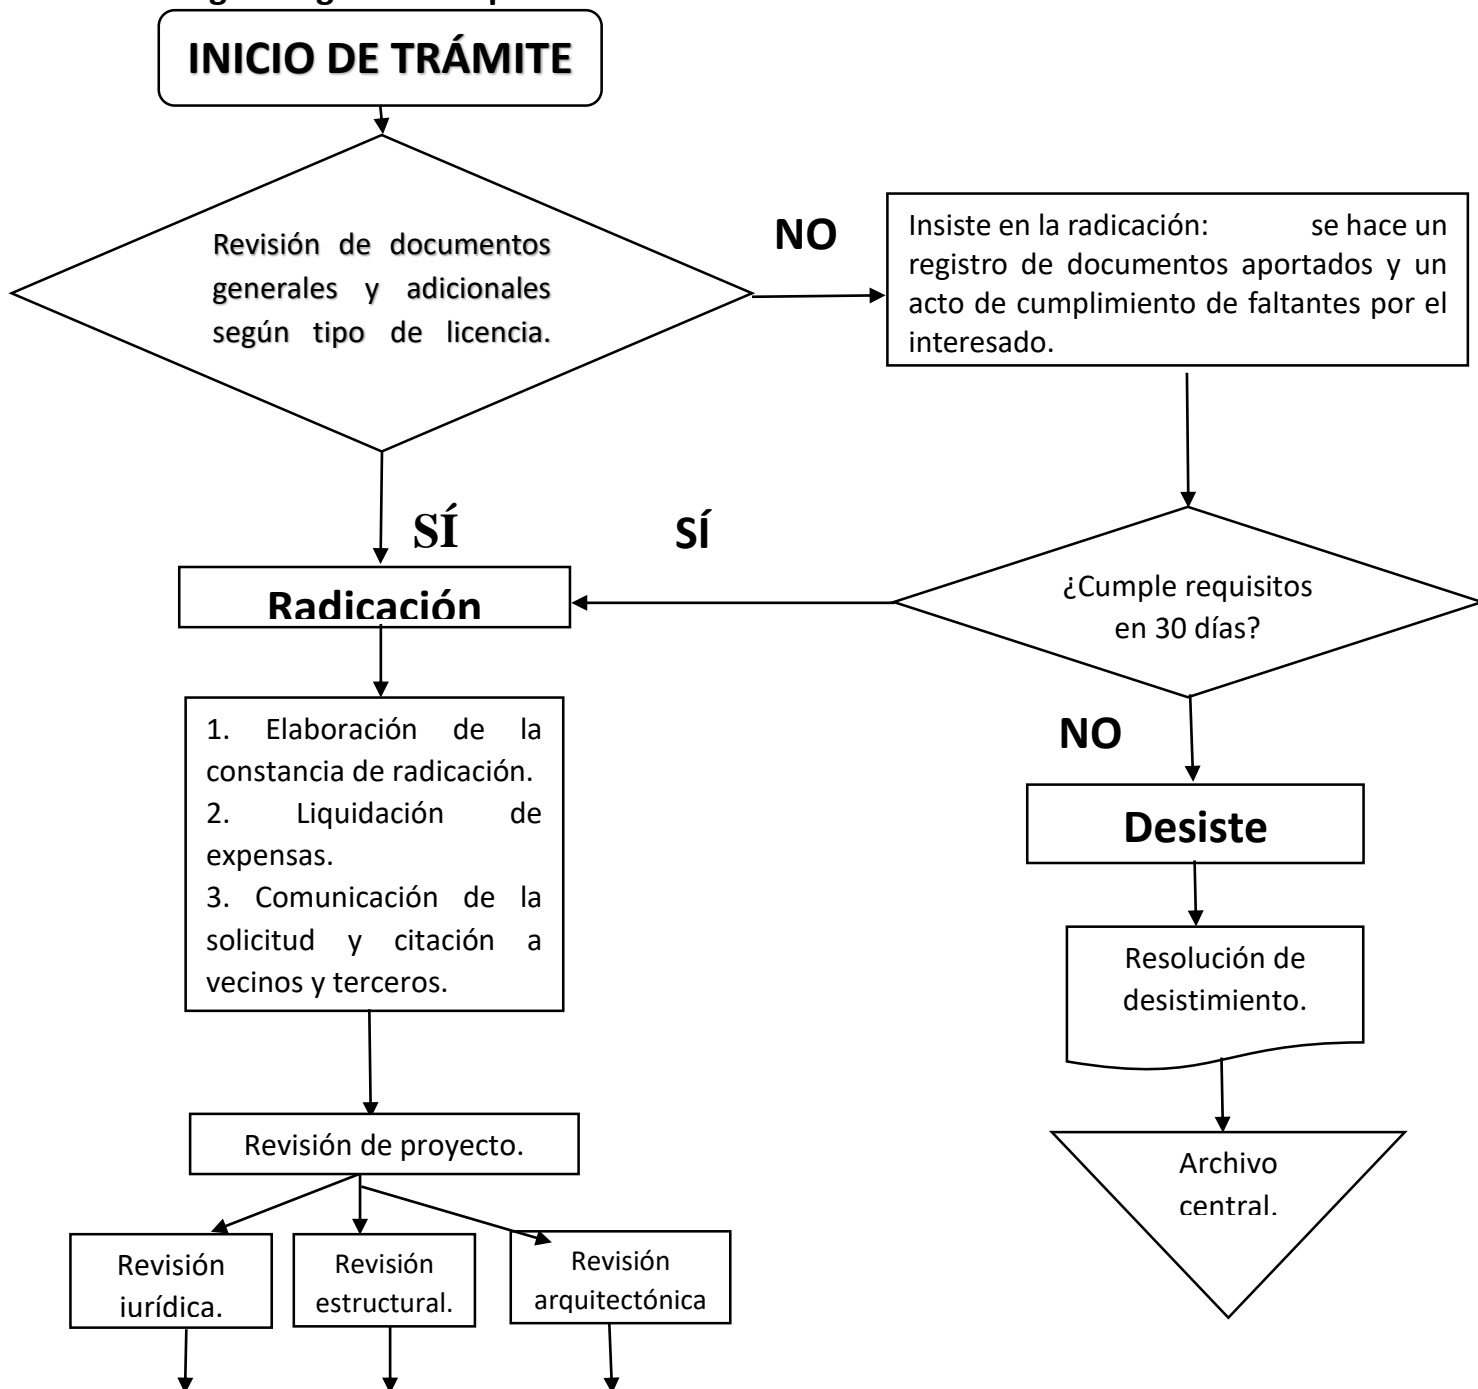 INICIO DE TRÁMITE
Revisión de documentos
generales y adicionales
según tipo de licencia.
NO
Insiste en la radicación: se hace un
registro de documentos aportados y un
acto de cumplimiento de faltantes por el
interesado.
SÍ
SÍ
Radicación
¿Cumple requisitos
en 30 días?
1. Elaboración de la
constancia de radicación.
2. Liquidación de
expensas.
3. Comunicación de la
solicitud y citación a
vecinos y terceros.
NO
Desiste
Resolución de
desistimiento.
Revisión de proyecto.
Archivo
central.
Revisión
jurídica.
Revisión
estructural.
Revisión
arquitectónica